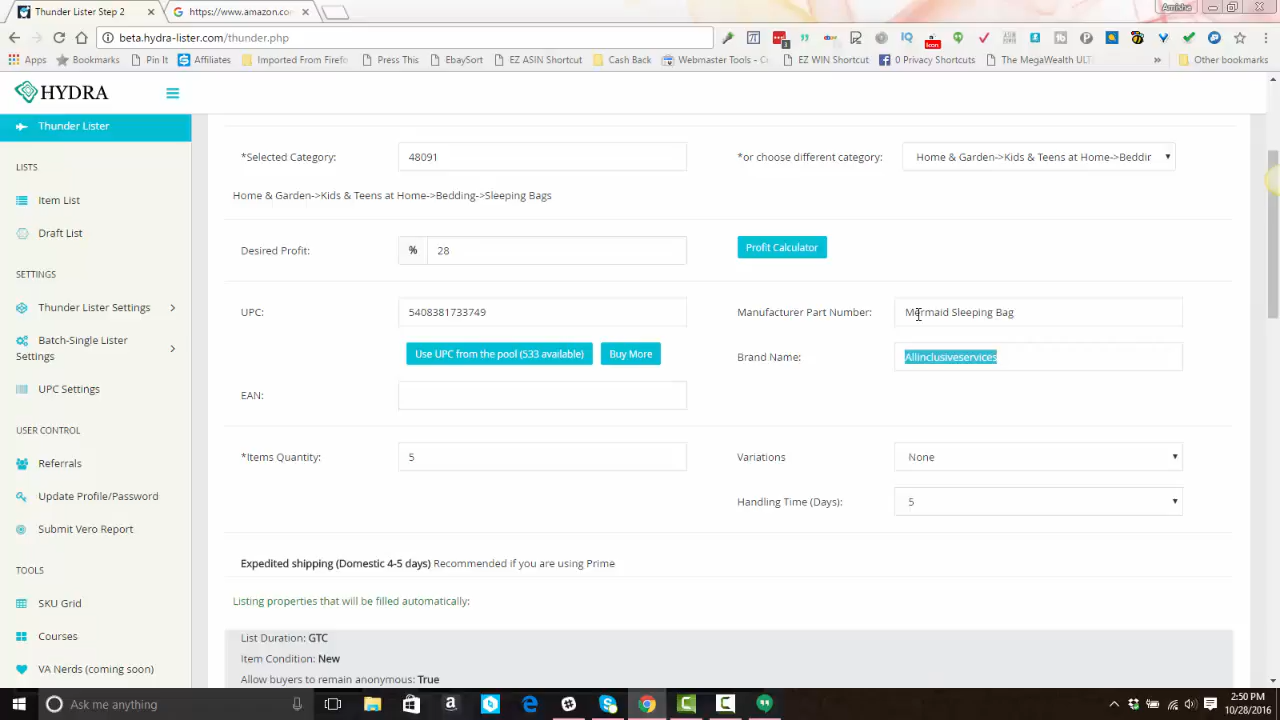 Thunder Lister Step 2
https://www.amazon.com
Amisha
beta.hydra-lister.com/thunder.php
Apps
Bookmarks
Pin It
Affiliates
Imported From Firefo
Press This
EbaySoft
EZ ASIN Shortcut
Cash Back
Webmaster Tools - Co
EZ WIN Shortcut
0 Privacy Shortcuts
The MegaWealth ULT
Other bookmarks
HYDRA
Thunder Lister
LISTS
Item List
Draft List
SETTINGS
Thunder Lister Settings
Batch-Single Lister
Settings
UPC Settings
USER CONTROL
Referrals
Update Profile/Password
Submit Vero Report
TOOLS
SKU Grid
Courses
VA Nerds (coming soon)
*Selected Category: 48091
*or choose different category: Home & Garden->Kids & Teens at Home->Beddir
Home & Garden->Kids & Teens at Home->Bedding->Sleeping Bags
Desired Profit: % 28
Profit Calculator
UPC: 5408381733749
Manufacturer Part Number: Mermaid Sleeping Bag
Use UPC from the pool (533 available)
Buy More
Brand Name: Allinclusiveservices
EAN:
*Items Quantity: 5
Variations None
Handling Time (Days): 5
Expedited shipping (Domestic 4-5 days) Recommended if you are using Prime
Listing properties that will be filled automatically:
List Duration: GTC
Item Condition: New
Allow buyers to remain anonymous: True
Ask me anything
2:50 PM
10/28/2016